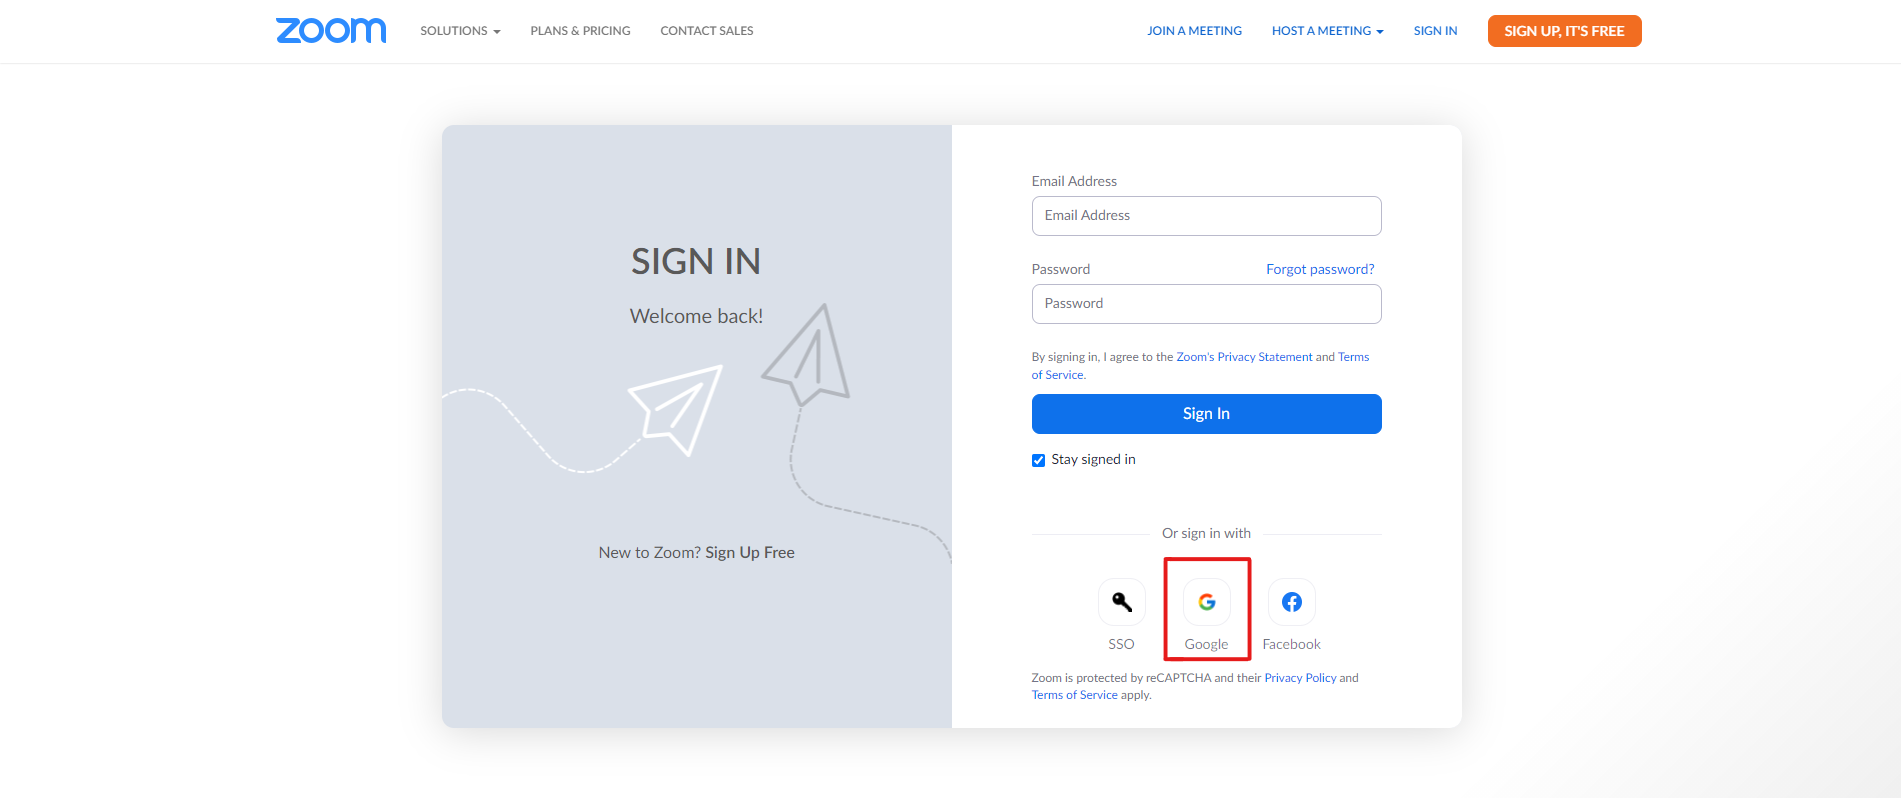 zoom
SOLUTIONS
PLANS & PRICING
CONTACT SALES
JOIN A MEETING
HOST A MEETING
SIGN IN
SIGN UP, IT'S FREE
SIGN IN
Welcome back!
New to Zoom? Sign Up Free
Email Address
Email Address
Password
Forgot password?
Password
By signing in, I agree to the Zoom's Privacy Statement and Terms
of Service.
Sign In
Stay signed in
Or sign in with
SSO
Google
Facebook
Zoom is protected by reCAPTCHA and their Privacy Policy and
Terms of Service apply.